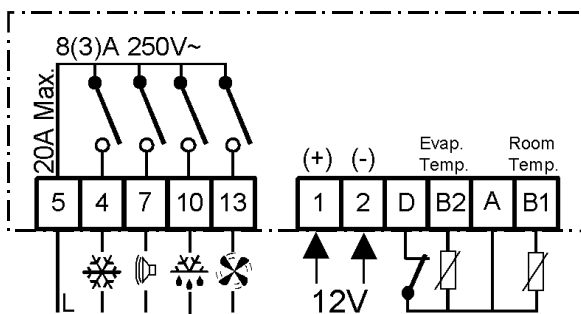 8(3)A 250V~
20A Max.
5 4 7 10 13
L
(+) (-)
Evap.
Temp.
Room
Temp.
1 2 D B2 A B1
12V